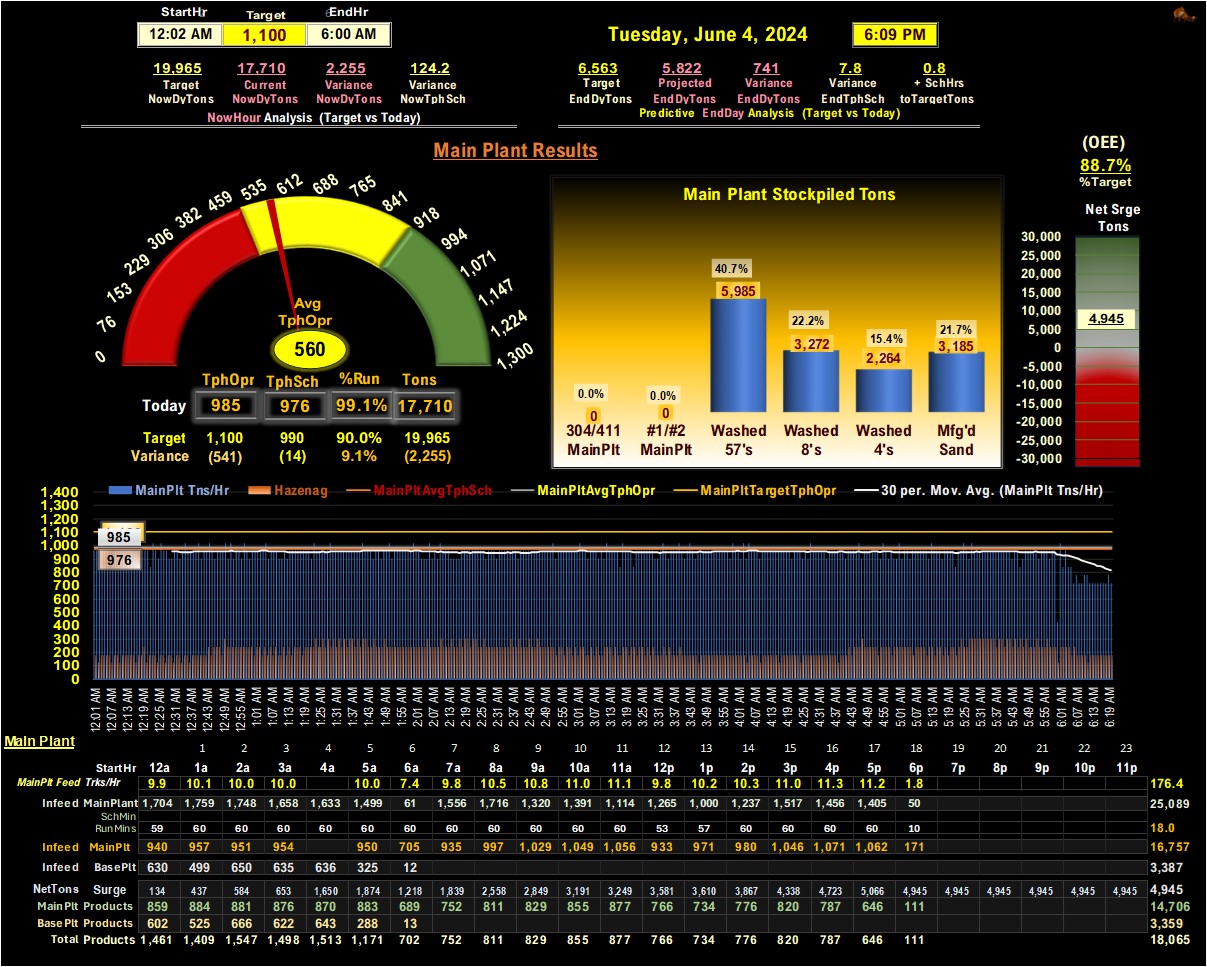 StartHr Target EndHr
12:02 AM 1,100 6:00 AM
Tuesday, June 4, 2024 6:09 PM
19,965 17,710 2,255 124.2
Target Current Variance Variance
NowDyTons NowDyTons NowDyTons NowTphSch
NowHour Analysis (Target vs Today)
6,563 5,822 741 7.8 0.8
Target Projected Variance Variance + SchHrs
EndDyTons EndDyTons EndDyTons EndTphSch toTargetTons
Predictive EndDay Analysis (Target vs Today)
Main Plant Results
(OEE)
88.7%
%Target
0 76 153 229 306 382 459 535 612 688 765 841 918 994 1,071 1,147 1,224 1,300
Avg
TphOpr
560
TphOpr TphSch %Run Tons
Today 985 976 99.1% 17,710
Target 1,100 990 90.0% 19,965
Variance (541) (14) 9.1% (2,255)
Main Plant Stockpiled Tons
0.0% 0.0% 40.7% 22.2% 15.4% 21.7%
0 0 5,985 3,272 2,264 3,185
304/411 #1/#2 Washed Washed Washed Mfg'd
MainPlt MainPlt 57's 8's 4's Sand
Net Srge
Tons
30,000
25,000
20,000
15,000
10,000
5,000
0
-5,000
-10,000
-15,000
-20,000
-25,000
-30,000
4,945
MainPlt Tns/Hr Hazenag MainPltAvgTphSch MainPltAvgTphOpr MainPltTargetTphOpr 30 per. Mov. Avg. (MainPlt Tns/Hr)
1,400
1,300
1,200
1,100
1,000
900
800
700
600
500
400
300
200
100
0
985
976
12:01 AM 12:07 AM 12:13 AM 12:19 AM 12:25 AM 12:31 AM 12:37 AM 12:43 AM 12:49 AM 12:55 AM 1:01 AM 1:07 AM 1:13 AM 1:19 AM 1:25 AM 1:31 AM 1:37 AM 1:43 AM 1:49 AM 1:55 AM 2:01 AM 2:07 AM 2:13 AM 2:19 AM 2:25 AM 2:31 AM 2:37 AM 2:43 AM 2:49 AM 2:55 AM 3:01 AM 3:07 AM 3:13 AM 3:19 AM 3:25 AM 3:31 AM 3:37 AM 3:43 AM 3:49 AM 3:55 AM 4:01 AM 4:07 AM 4:13 AM 4:19 AM 4:25 AM 4:31 AM 4:37 AM 4:43 AM 4:49 AM 4:55 AM 5:01 AM 5:07 AM 5:13 AM 5:19 AM 5:25 AM 5:31 AM 5:37 AM 5:43 AM 5:49 AM 5:55 AM 6:01 AM 6:07 AM 6:13 AM 6:19 AM
Main Plant
1 2 3 4 5 6 7 8 9 10 11 12 13 14 15 16 17 18 19 20 21 22 23
StartHr 12a 1a 2a 3a 4a 5a 6a 7a 8a 9a 10a 11a 12p 1p 2p 3p 4p 5p 6p 7p 8p 9p 10p 11p
MainPlt Feed Trks/Hr 9.9 10.1 10.0 10.0 10.0 7.4 9.8 10.5 10.8 11.0 11.1 9.8 10.2 10.3 11.0 11.3 11.2 1.8 176.4
Infeed MainPlant 1,704 1,759 1,748 1,658 1,633 1,499 61 1,556 1,716 1,320 1,391 1,114 1,265 1,000 1,237 1,517 1,456 1,405 50 25,089
SchMin
RunMins 59 60 60 60 60 60 60 60 60 60 60 60 53 57 60 60 60 60 10 18.0
Infeed MainPlt 940 957 951 954 950 705 935 997 1,029 1,049 1,056 933 971 980 1,046 1,071 1,062 171 16,757
Infeed BasePlt 630 499 650 635 636 325 12 3,387
NetTons Surge 134 437 584 653 1,650 1,874 1,218 1,839 2,558 2,849 3,191 3,249 3,581 3,610 3,867 4,338 4,723 5,066 4,945 4,945 4,945 4,945 4,945 4,945 4,945
MainPlt Products 859 884 881 876 870 883 689 752 811 829 855 877 766 734 776 820 787 646 111 14,706
BasePlt Products 602 525 666 622 643 288 13 3,359
Total Products 1,461 1,409 1,547 1,498 1,513 1,171 702 752 811 829 855 877 766 734 776 820 787 646 111 18,065